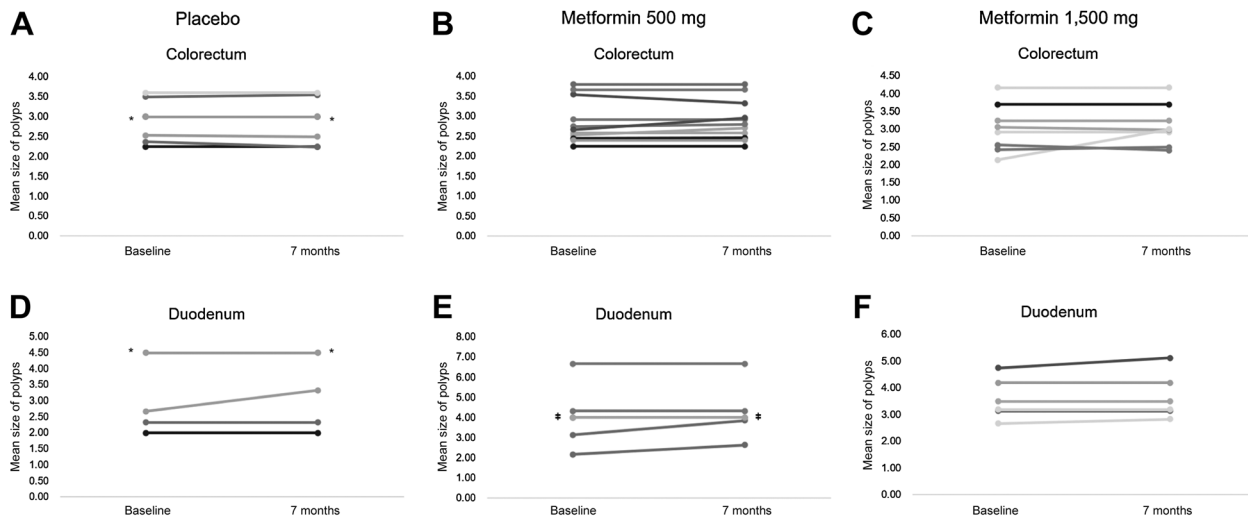 A
Placebo
Colorectum
Mean size of polyps
4.00
3.50
3.00
2.50
2.00
1.50
1.00
0.50
0.00
*
*
Baseline
7 months
B
Metformin 500 mg
Colorectum
Mean size of polyps
4.00
3.50
3.00
2.50
2.00
1.50
1.00
0.50
0.00
Baseline
7 months
C
Metformin 1,500 mg
Colorectum
Mean size of polyps
4.50
4.00
3.50
3.00
2.50
2.00
1.50
1.00
0.50
0.00
Baseline
7 months
D
Duodenum
Mean size of polyps
5.00
4.50
4.00
3.50
3.00
2.50
2.00
1.50
1.00
0.50
0.00
*
*
Baseline
7 months
E
Duodenum
Mean size of polyps
8.00
7.00
6.00
5.00
4.00
3.00
2.00
1.00
0.00
ǂ
ǂ
Baseline
7 months
F
Duodenum
Mean size of polyps
6.00
5.00
4.00
3.00
2.00
1.00
0.00
Baseline
7 months